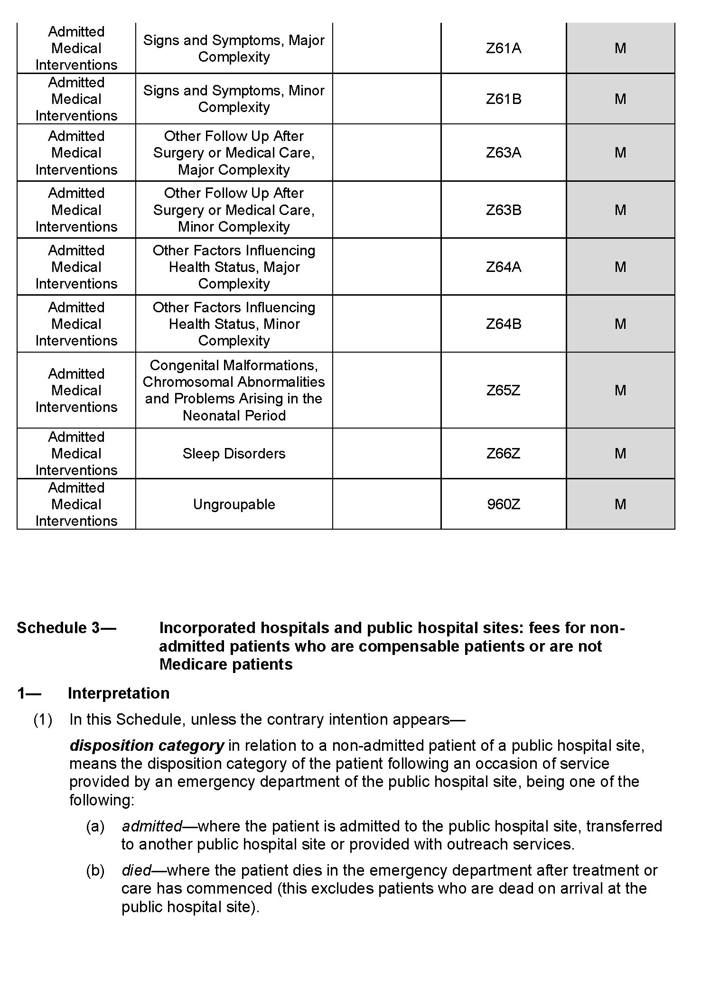 Admitted
Medical
Interventions
Signs and Symptoms, Major
Complexity
Z61A
M
Admitted
Medical
Interventions
Signs and Symptoms, Minor
Complexity
Z61B
M
Admitted
Medical
Interventions
Other Follow Up After
Surgery or Medical Care,
Major Complexity
Z63A
M
Admitted
Medical
Interventions
Other Follow Up After
Surgery or Medical Care,
Minor Complexity
Z63B
M
Admitted
Medical
Interventions
Other Factors Influencing
Health Status, Major
Complexity
Z64A
M
Admitted
Medical
Interventions
Other Factors Influencing
Health Status, Minor
Complexity
Z64B
M
Admitted
Medical
Interventions
Congenital Malformations,
Chromosomal Abnormalities
and Problems Arising in the
Neonatal Period
Z65Z
M
Admitted
Medical
Interventions
Sleep Disorders
Z66Z
M
Admitted
Medical
Interventions
Ungroupable
960Z
M
Schedule 3— Incorporated hospitals and public hospital sites: fees for non-
admitted patients who are compensable patients or are not
Medicare patients
1— Interpretation
(1) In this Schedule, unless the contrary intention appears—
disposition category in relation to a non-admitted patient of a public hospital site,
means the disposition category of the patient following an occasion of service
provided by an emergency department of the public hospital site, being one of the
following:
(a) admitted—where the patient is admitted to the public hospital site, transferred
to another public hospital site or provided with outreach services.
(b) died—where the patient dies in the emergency department after treatment or
care has commenced (this excludes patients who are dead on arrival at the
public hospital site).